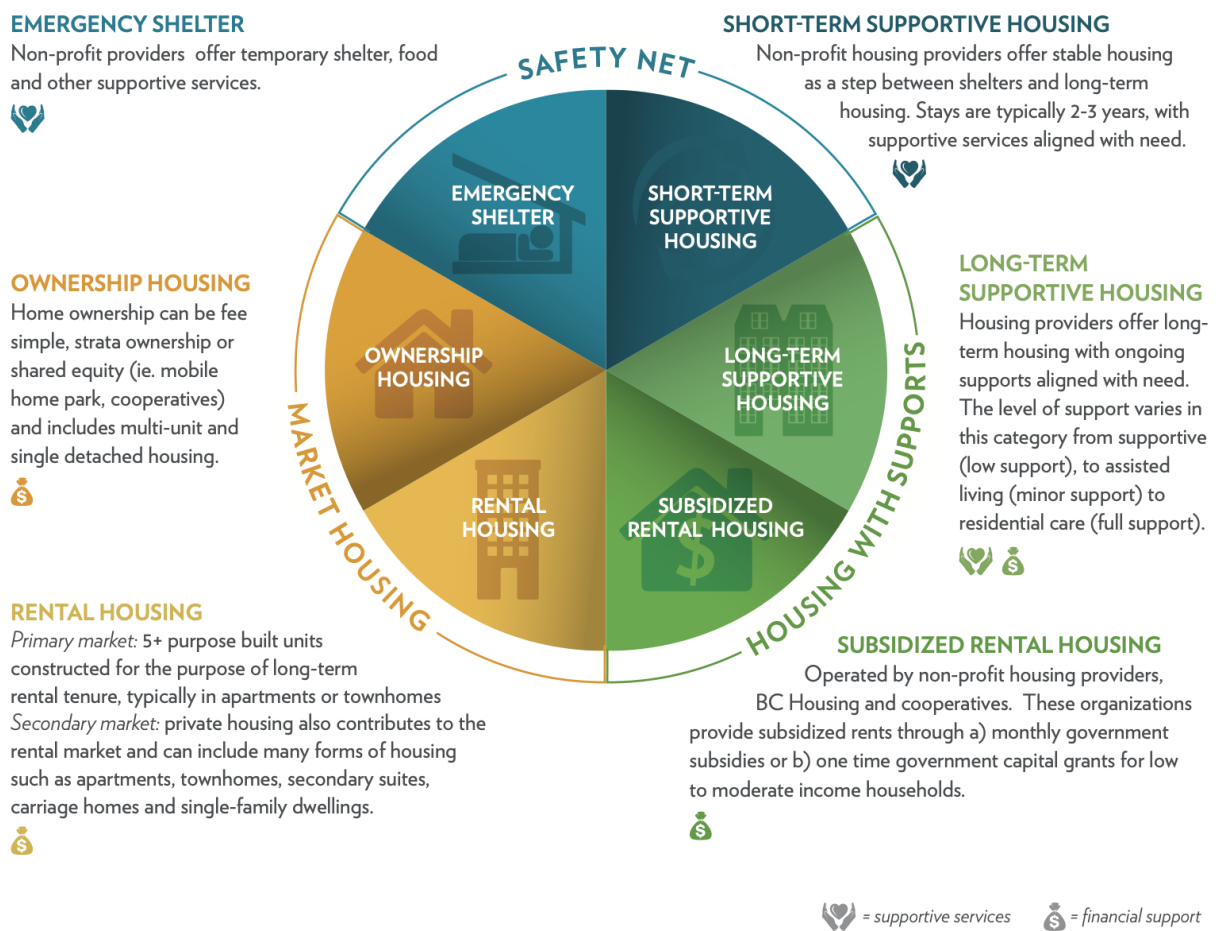 EMERGENCY SHELTER
Non-profit providers offer temporary shelter, food
and other supportive services.
SHORT-TERM SUPPORTIVE HOUSING
Non-profit housing providers offer stable housing
as a step between shelters and long-term
housing. Stays are typically 2-3 years, with
supportive services aligned with need.
SAFETY NET
EMERGENCY
SHELTER
SHORT-TERM
SUPPORTIVE
HOUSING
OWNERSHIP HOUSING
Home ownership can be fee
simple, strata ownership or
shared equity (ie. mobile
home park, cooperatives)
and includes multi-unit and
single detached housing.
$
OWNERSHIP
HOUSING
LONG-TERM
SUPPORTIVE
HOUSING
LONG-TERM
SUPPORTIVE HOUSING
Housing providers offer long-
term housing with ongoing
supports aligned with need.
The level of support varies in
this category from supportive
(low support), to assisted
living (minor support) to
residential care (full support).
$
MARKET HOUSING
RENTAL
HOUSING
SUBSIDIZED
RENTAL HOUSING
$
HOUSING WITH SUPPORTS
RENTAL HOUSING
Primary market: 5+ purpose built units
constructed for the purpose of long-term
rental tenure, typically in apartments or townhomes
Secondary market: private housing also contributes to the
rental market and can include many forms of housing
such as apartments, townhomes, secondary suites,
carriage homes and single-family dwellings.
$
SUBSIDIZED RENTAL HOUSING
Operated by non-profit housing providers,
BC Housing and cooperatives. These organizations
provide subsidized rents through a) monthly government
subsidies or b) one time government capital grants for low
to moderate income households.
$
= supportive services
$ = financial support